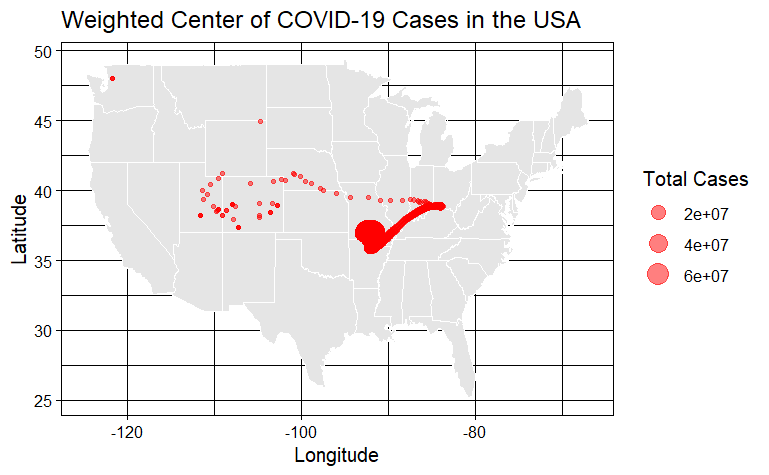 Weighted Center of COVID-19 Cases in the USA
50
45
40
35
30
25
Latitude
-120
-100
-80
Longitude
Total Cases
2e+07
4e+07
6e+07